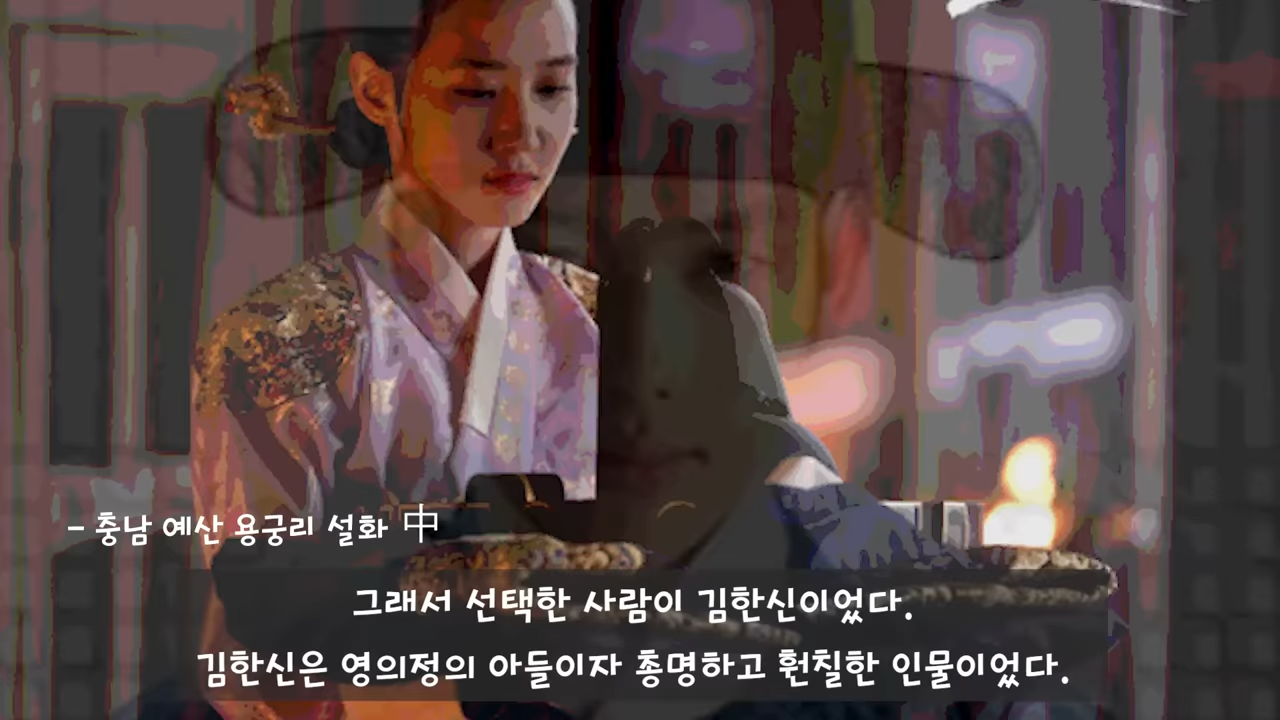 – 충남 예산 용궁리 설화 中
그래서 선택한 사람이 김한신이었다.
김한신은 영의정의 아들이자 총명하고 훤칠한 인물이었다.